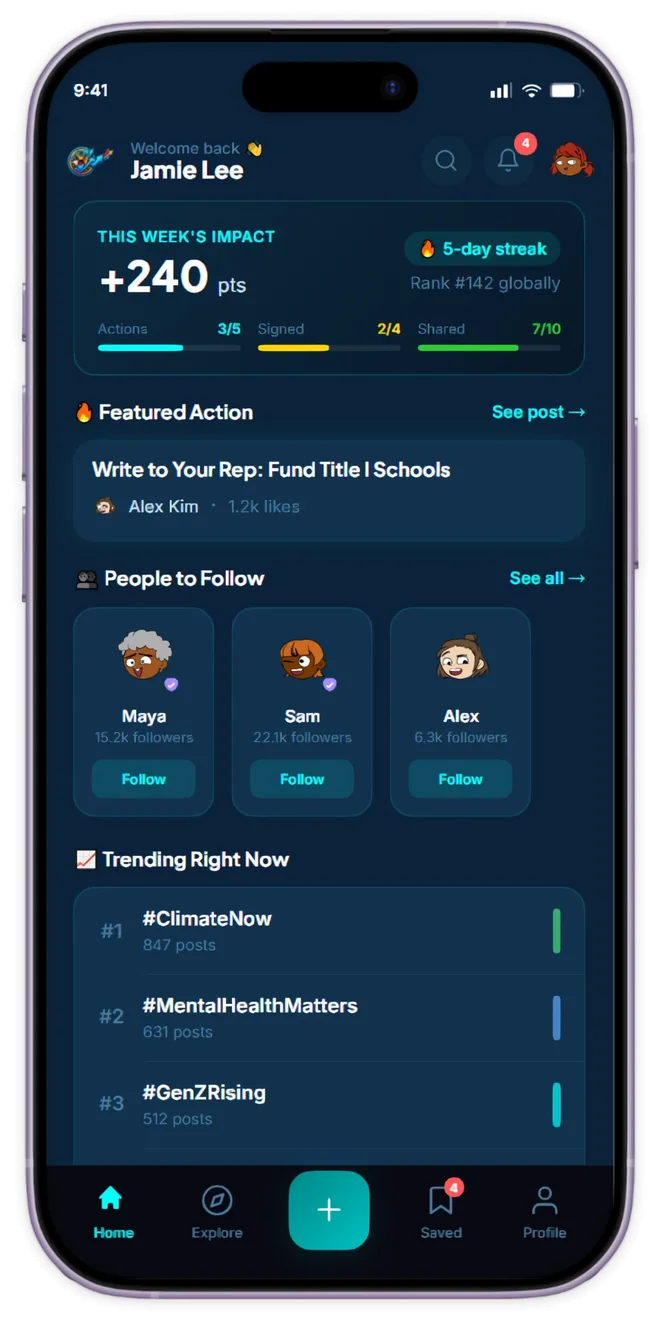 9:41
Welcome back 👋
4
Jamie Lee
THIS WEEK'S IMPACT
🔥 5-day streak
+240 pts
Rank #142 globally
Actions 3/5 Signed 2/4 Shared 7/10
🔥 Featured Action See post →
Write to Your Rep: Fund Title I Schools
Alex Kim · 1.2k likes
👥 People to Follow See all →
Maya Sam Alex
15.2k followers 22.1k followers 6.3k followers
Follow Follow Follow
📈 Trending Right Now
#1 #ClimateNow
847 posts
#2 #MentalHealthMatters
631 posts
#3 #GenZRising
512 posts
+
4
Home Explore Saved Profile